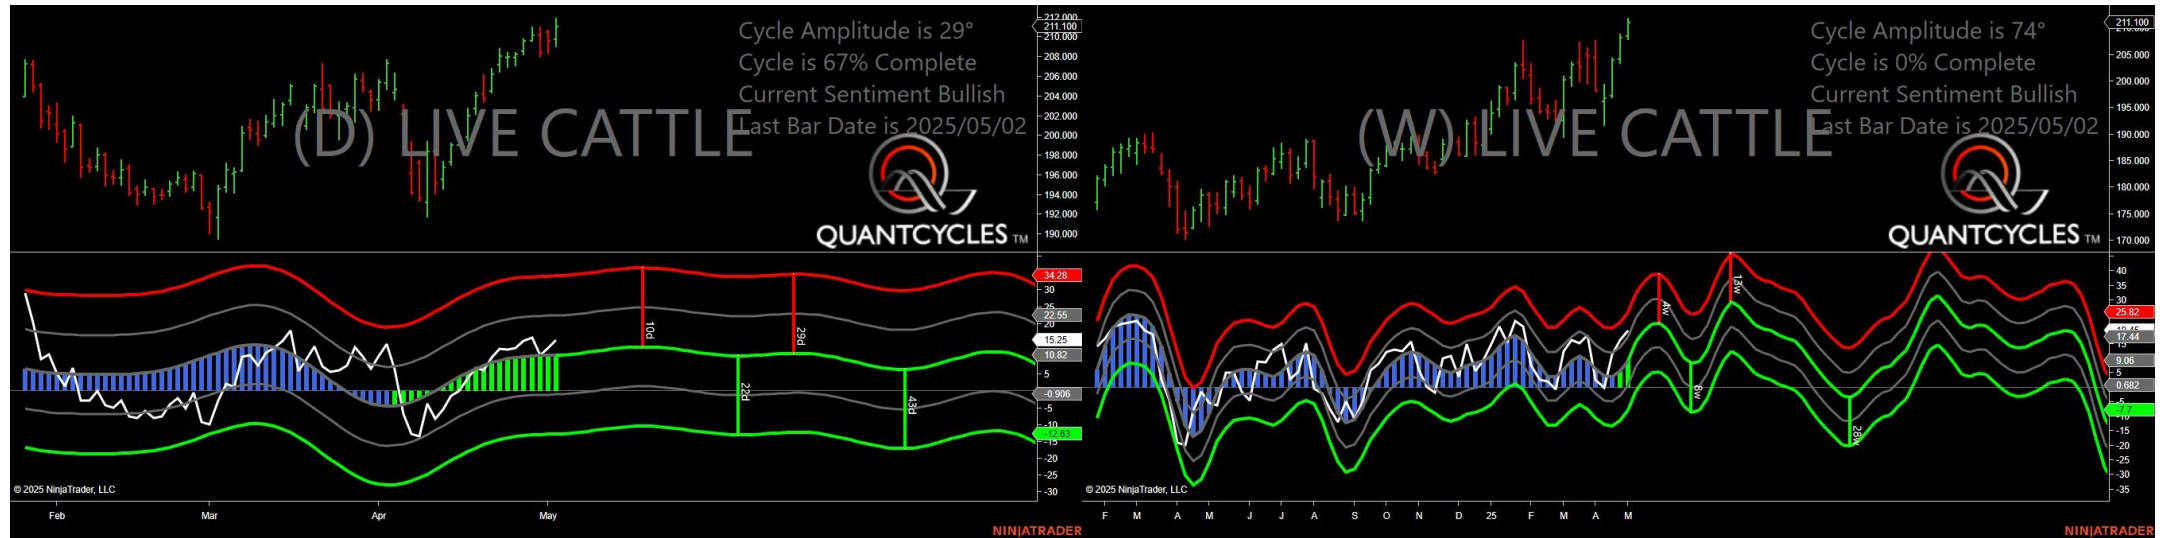 Cycle Amplitude is 29°
Cycle is 67% Complete
Current Sentiment Bullish
Last Bar Date is 2025/05/02
(D) LIVE CATTLE
QUANTCYCLES TM
212.000
211.100
210.000
208.000
206.000
204.000
202.000
200.000
198.000
196.000
194.000
192.000
190.000
34.28
30
25
22.55
20
15.25
10.82
5
-0.906
-5
-10
-12.63
-15
-20
-25
-30
10d
29d
22d
43d
© 2025 NinjaTrader, LLC
Feb
Mar
Apr
May
NINJATRADER
Cycle Amplitude is 74°
Cycle is 0% Complete
Current Sentiment Bullish
Last Bar Date is 2025/05/02
(W) LIVE CATTLE
QUANTCYCLES TM
211.100
205.000
200.000
195.000
190.000
185.000
180.000
175.000
170.000
40
35
30
25.82
17.44
15
9.06
5
0.682
-5
-7.7
-10
-15
-20
-25
-30
-35
4w
13w
8w
28w
© 2025 NinjaTrader, LLC
F M A M J J A S O N D 25 F M A M
NINJATRADER